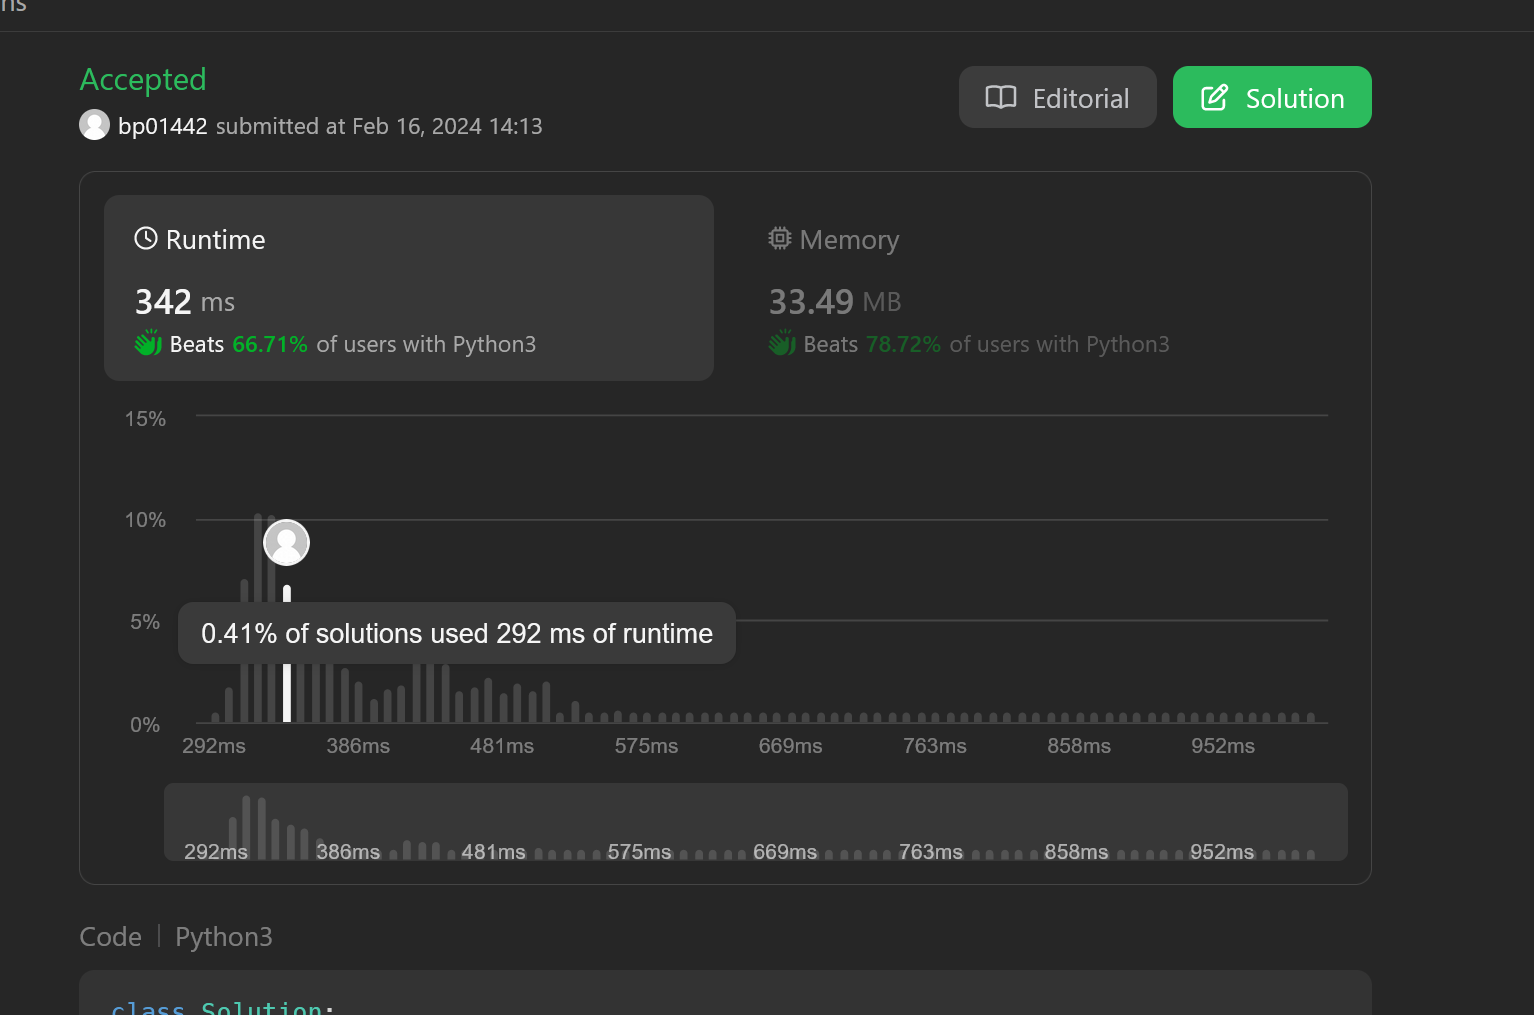 ns
Accepted
bp01442 submitted at Feb 16, 2024 14:13
Editorial
Solution
Runtime
342 ms
Beats 66.71% of users with Python3
Memory
33.49 MB
Beats 78.72% of users with Python3
15%
10%
5%
0%
0.41% of solutions used 292 ms of runtime
292ms 386ms 481ms 575ms 669ms 763ms 858ms 952ms
292ms 386ms 481ms 575ms 669ms 763ms 858ms 952ms
Code | Python3
class Solution: